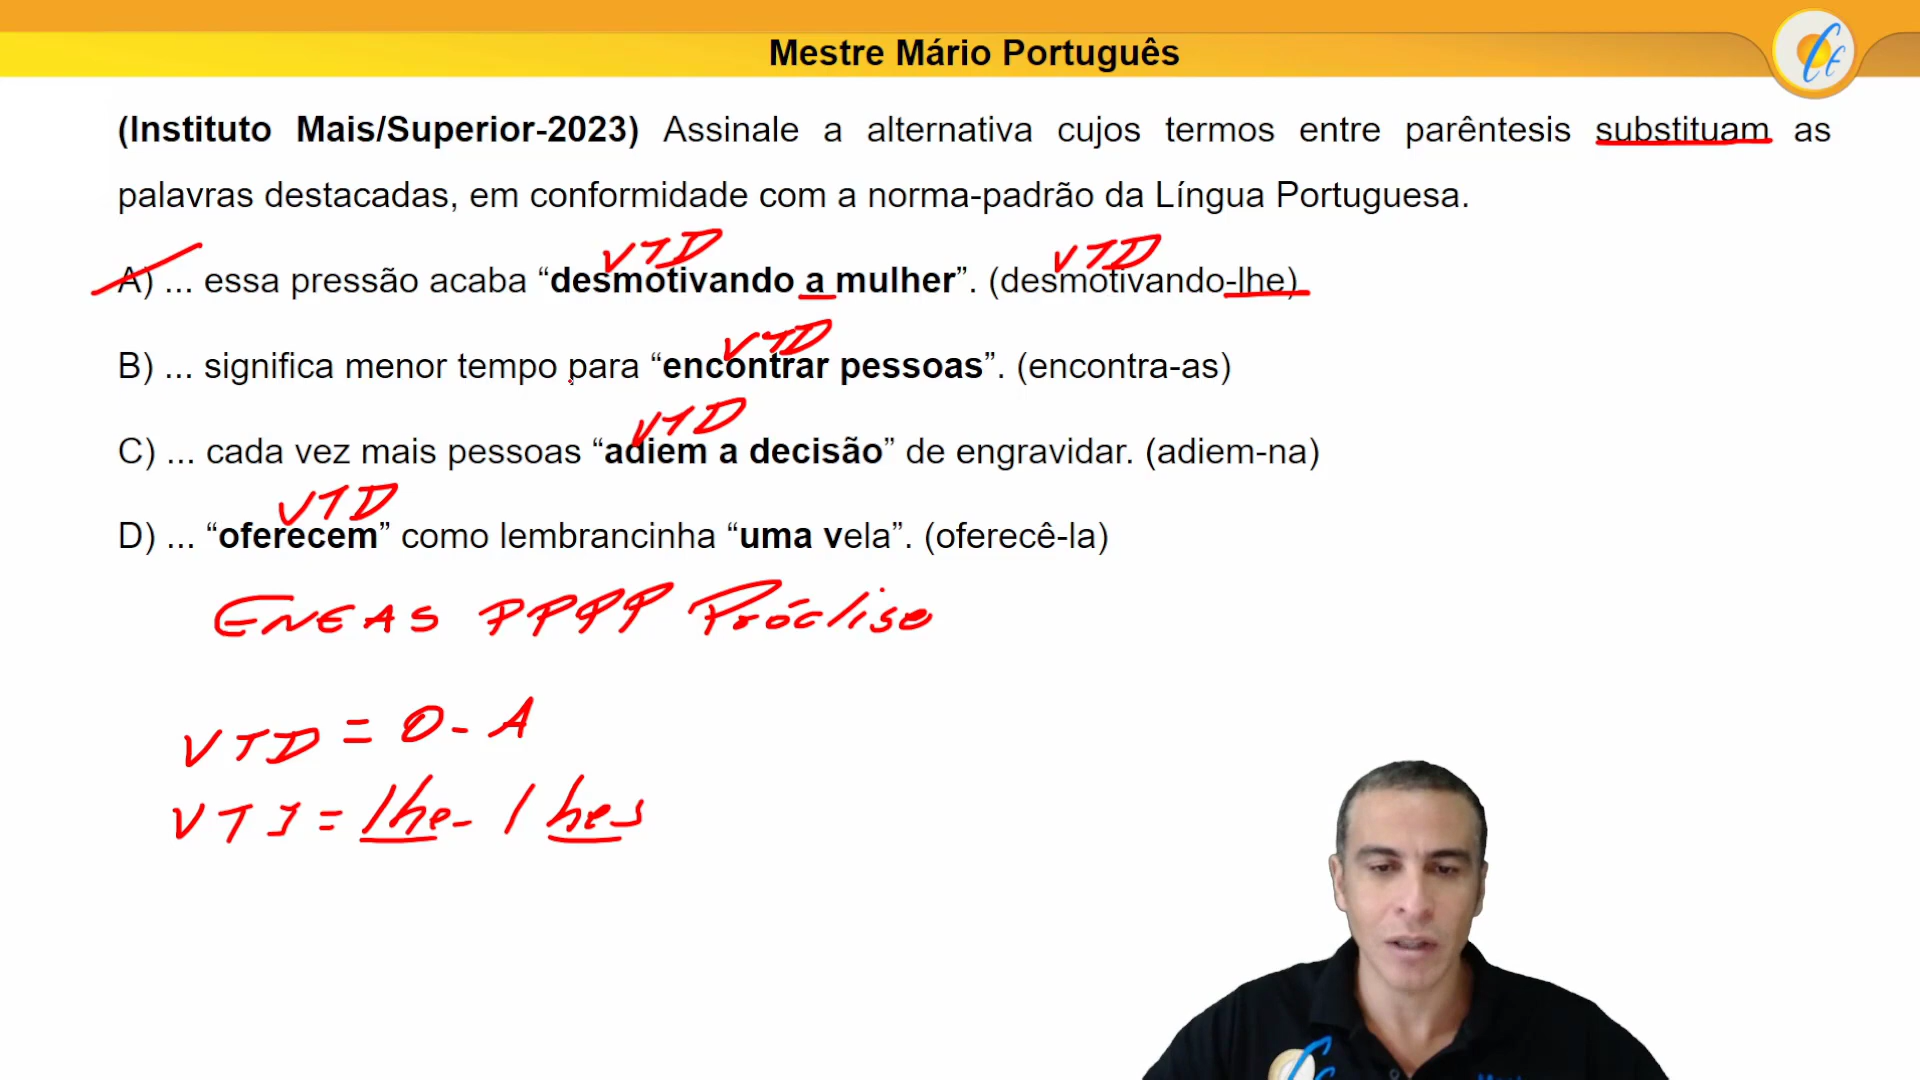 Mestre Mário Português
(Instituto Mais/Superior-2023) Assinale a alternativa cujos termos entre parêntesis substituam as
palavras destacadas, em conformidade com a norma-padrão da Língua Portuguesa.
VTD VTD
A) ... essa pressão acaba “desmotivando a mulher”. (desmotivando-lhe)
VTD
B) ... significa menor tempo para “encontrar pessoas”. (encontra-as)
VTD
C) ... cada vez mais pessoas “adiem a decisão” de engravidar. (adiem-na)
VTD
D) ... “oferecem” como lembrancinha “uma vela”. (oferecê-la)
ENEAS PPPP Próclise
VTD = O - A
VTI = lhe - lhes